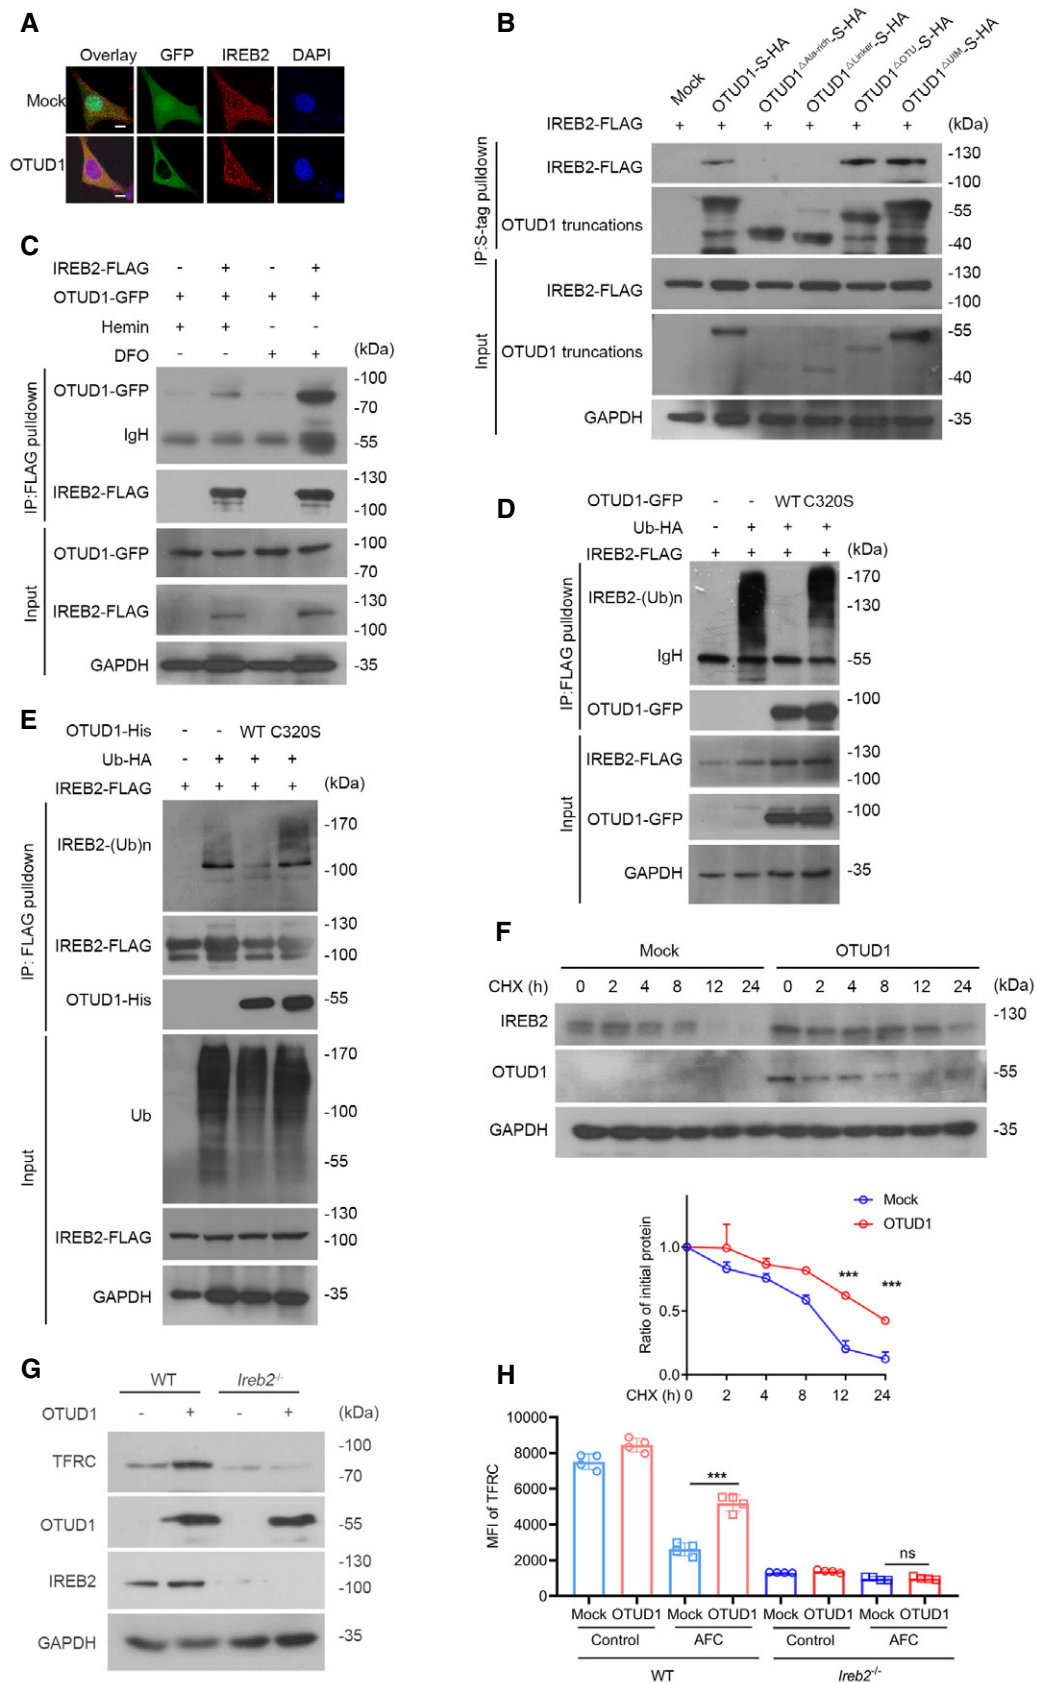 A
Overlay GFP IREB2 DAPI
Mock
OTUD1
B
Mock
OTUD1-S-HA
OTUD1△Ala-rich-S-HA
OTUD1△Linker-S-HA
OTUD1△OTU-S-HA
OTUD1△UIM-S-HA
IREB2-FLAG + + + + + + (kDa)
IP:S-tag pulldown
IREB2-FLAG -130
-100
OTUD1 truncations -55
-40
Input
IREB2-FLAG -130
-100
OTUD1 truncations -55
-40
GAPDH -35
C
IREB2-FLAG - + - +
OTUD1-GFP + + + +
Hemin + + - -
DFO - - + + (kDa)
IP:FLAG pulldown
OTUD1-GFP -100
-70
IgH -55
IREB2-FLAG -130
-100
Input
OTUD1-GFP -100
-70
IREB2-FLAG -130
-100
GAPDH -35
D
OTUD1-GFP - - WT C320S
Ub-HA - + + +
IREB2-FLAG + + + + (kDa)
IP:FLAG pulldown
IREB2-(Ub)n -170
-130
IgH -55
OTUD1-GFP -100
Input
IREB2-FLAG -130
-100
OTUD1-GFP -100
GAPDH -35
E
OTUD1-His - - WT C320S
Ub-HA - + + +
IREB2-FLAG + + + + (kDa)
IP: FLAG pulldown
IREB2-(Ub)n -170
-100
IREB2-FLAG -130
-100
OTUD1-His -55
Input
Ub -170
-100
-55
IREB2-FLAG -130
-100
GAPDH -35
F
Mock OTUD1
CHX (h) 0 2 4 8 12 24 0 2 4 8 12 24 (kDa)
IREB2 -130
OTUD1 -55
GAPDH -35
Mock
OTUD1
Ratio of initial protein
1.0
0.5
0.0
*** ***
CHX (h) 0 2 4 8 12 24
G
WT Ireb2-/-
OTUD1 - + - + (kDa)
TFRC -100
-70
OTUD1 -55
IREB2 -130
-100
GAPDH -35
H
MFI of TFRC
10000
8000
6000
4000
2000
0
***
ns
Mock OTUD1 Mock OTUD1 Mock OTUD1 Mock OTUD1
Control AFC Control AFC
WT Ireb2-/-